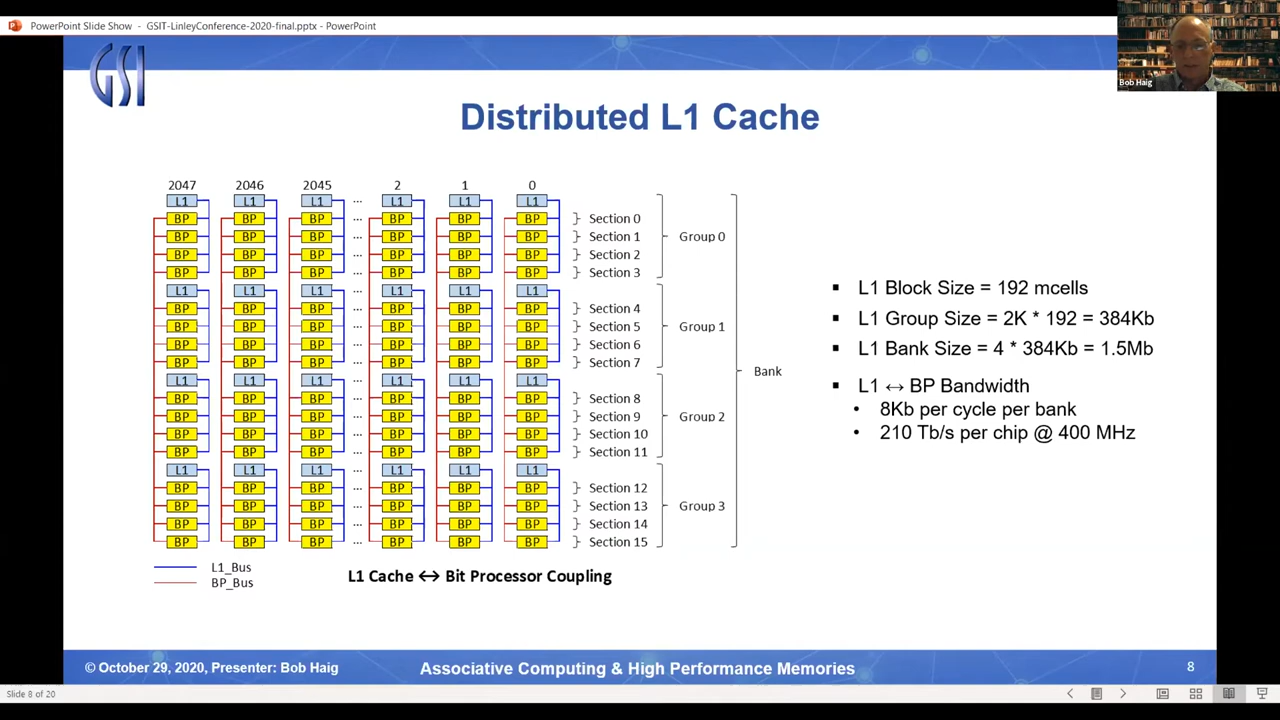 PowerPoint Slide Show - GSIT-LinleyConference-2020-final.pptx - PowerPoint
Bob Haig
GSI
Distributed L1 Cache
2047 2046 2045 2 1 0
L1 L1 L1 ... L1 L1 L1
BP BP BP ... BP BP BP Section 0
BP BP BP ... BP BP BP Section 1 Group 0
BP BP BP ... BP BP BP Section 2
BP BP BP ... BP BP BP Section 3
L1 L1 L1 ... L1 L1 L1
BP BP BP ... BP BP BP Section 4
BP BP BP ... BP BP BP Section 5 Group 1
BP BP BP ... BP BP BP Section 6
BP BP BP ... BP BP BP Section 7
Bank
L1 L1 L1 ... L1 L1 L1
BP BP BP ... BP BP BP Section 8
BP BP BP ... BP BP BP Section 9 Group 2
BP BP BP ... BP BP BP Section 10
BP BP BP ... BP BP BP Section 11
L1 L1 L1 ... L1 L1 L1
BP BP BP ... BP BP BP Section 12
BP BP BP ... BP BP BP Section 13 Group 3
BP BP BP ... BP BP BP Section 14
BP BP BP ... BP BP BP Section 15
L1_Bus
BP_Bus
L1 Cache ↔ Bit Processor Coupling
▪ L1 Block Size = 192 mcells
▪ L1 Group Size = 2K * 192 = 384Kb
▪ L1 Bank Size = 4 * 384Kb = 1.5Mb
▪ L1 ↔ BP Bandwidth
• 8Kb per cycle per bank
• 210 Tb/s per chip @ 400 MHz
© October 29, 2020, Presenter: Bob Haig
Associative Computing & High Performance Memories
8
Slide 8 of 20